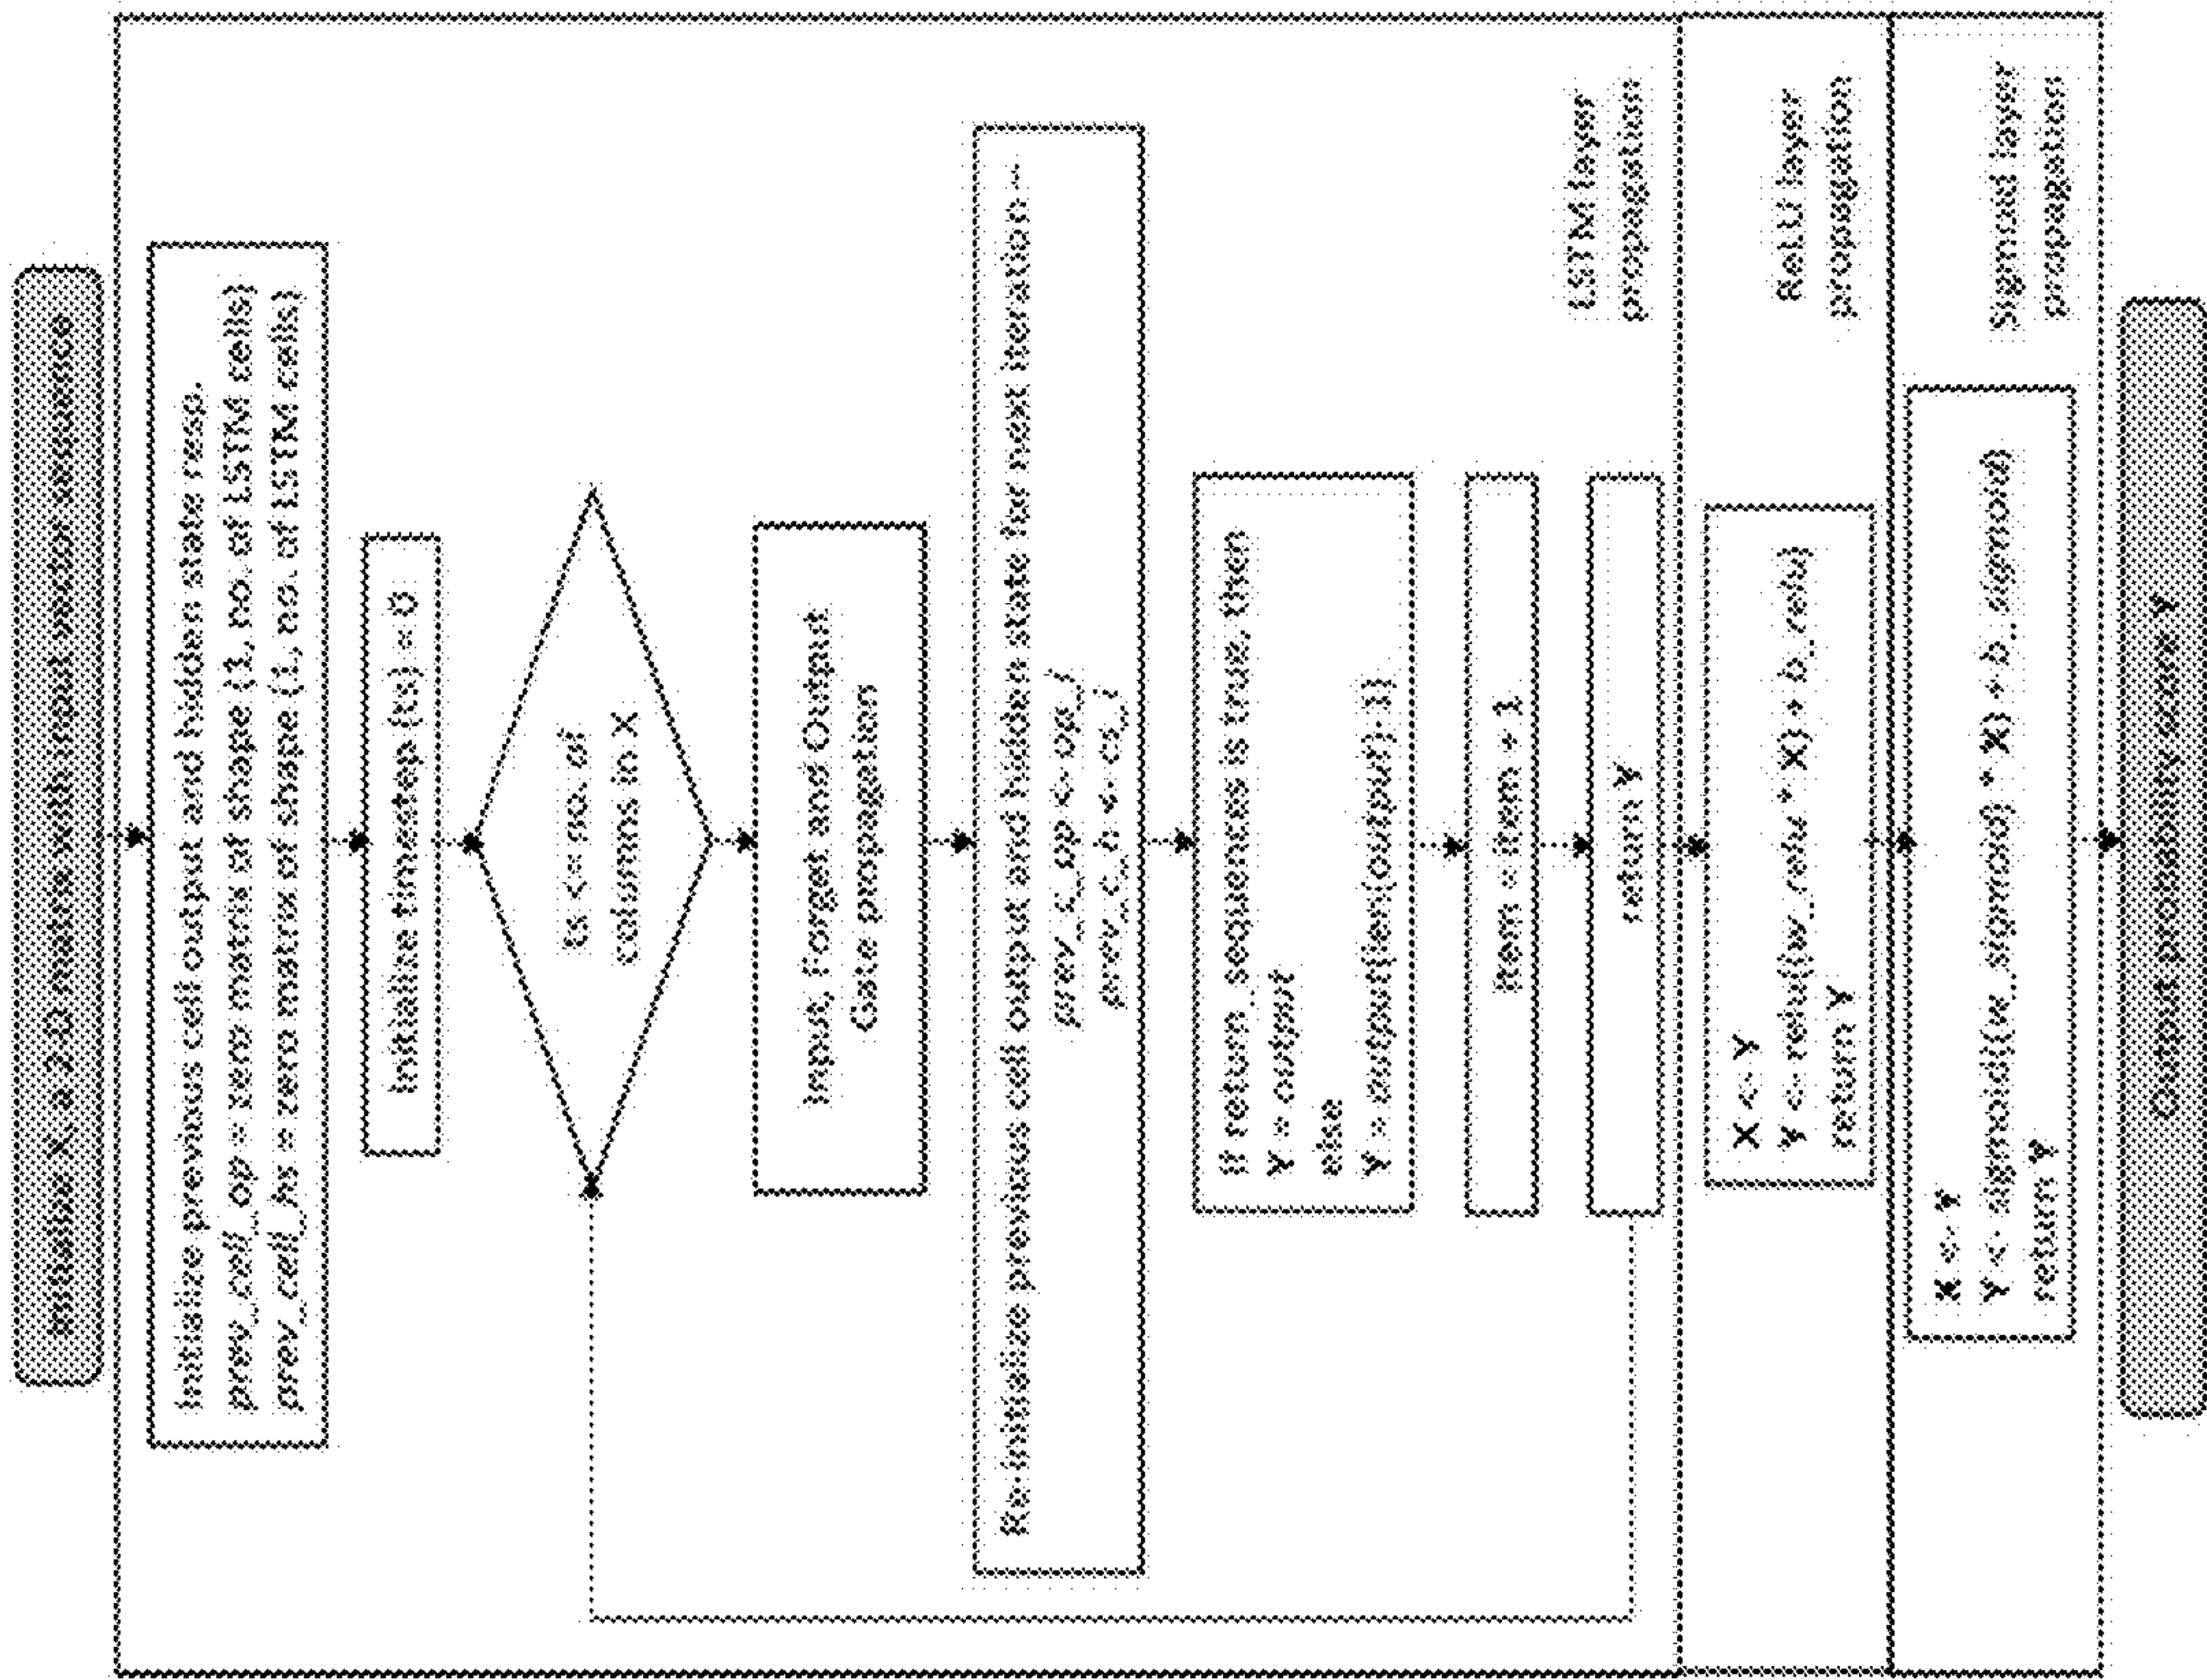 Initialize X, a 2-D matrix with input vector sequence
Initialize previous cell output and hidden state resp.
prev_cell_op = zero matrix of shape (1, no. of LSTM cells)
prev_cell_hs = zero matrix of shape (1, no. of LSTM cells)
Initialize timestep (ts) = 0
ts <= no. of
columns in X
Input, Forget and Output
Gate propagation
Re-initialize previous cell output and hidden state for next iteration –
prev_c_op <- op_i
prev_c_h <- cs_i
If return_sequences is true, then
Y = output
else
Y = output[len(output)-1]
item = item + 1
return Y
LSTM layer
propagation
X <- Y
Y <- relu((w_relu * X) + b_relu)
return Y
ReLU layer
propagation
X <- Y
Y <- sigmoid((w_sigmoid) * X) + b_sigmoid)
return Y
Sigmoid layer
propagation
Output probability value Y